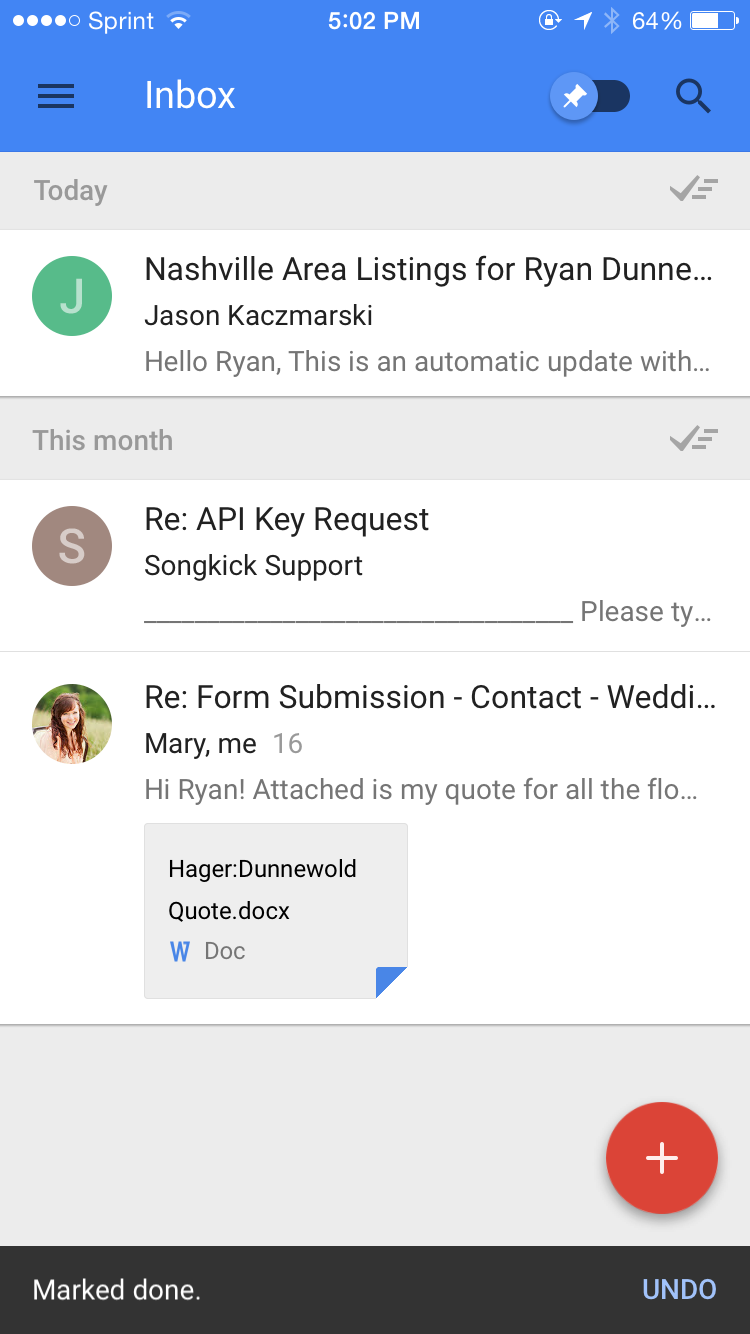 Sprint 5:02 PM 64%
Inbox
Today
J
Nashville Area Listings for Ryan Dunne...
Jason Kaczmarski
Hello Ryan, This is an automatic update with...
This month
S
Re: API Key Request
Songkick Support
_________________________________ Please ty...
Re: Form Submission - Contact - Weddi...
Mary, me 16
Hi Ryan! Attached is my quote for all the flo...
Hager:Dunnewold
Quote.docx
W Doc
Marked done. UNDO